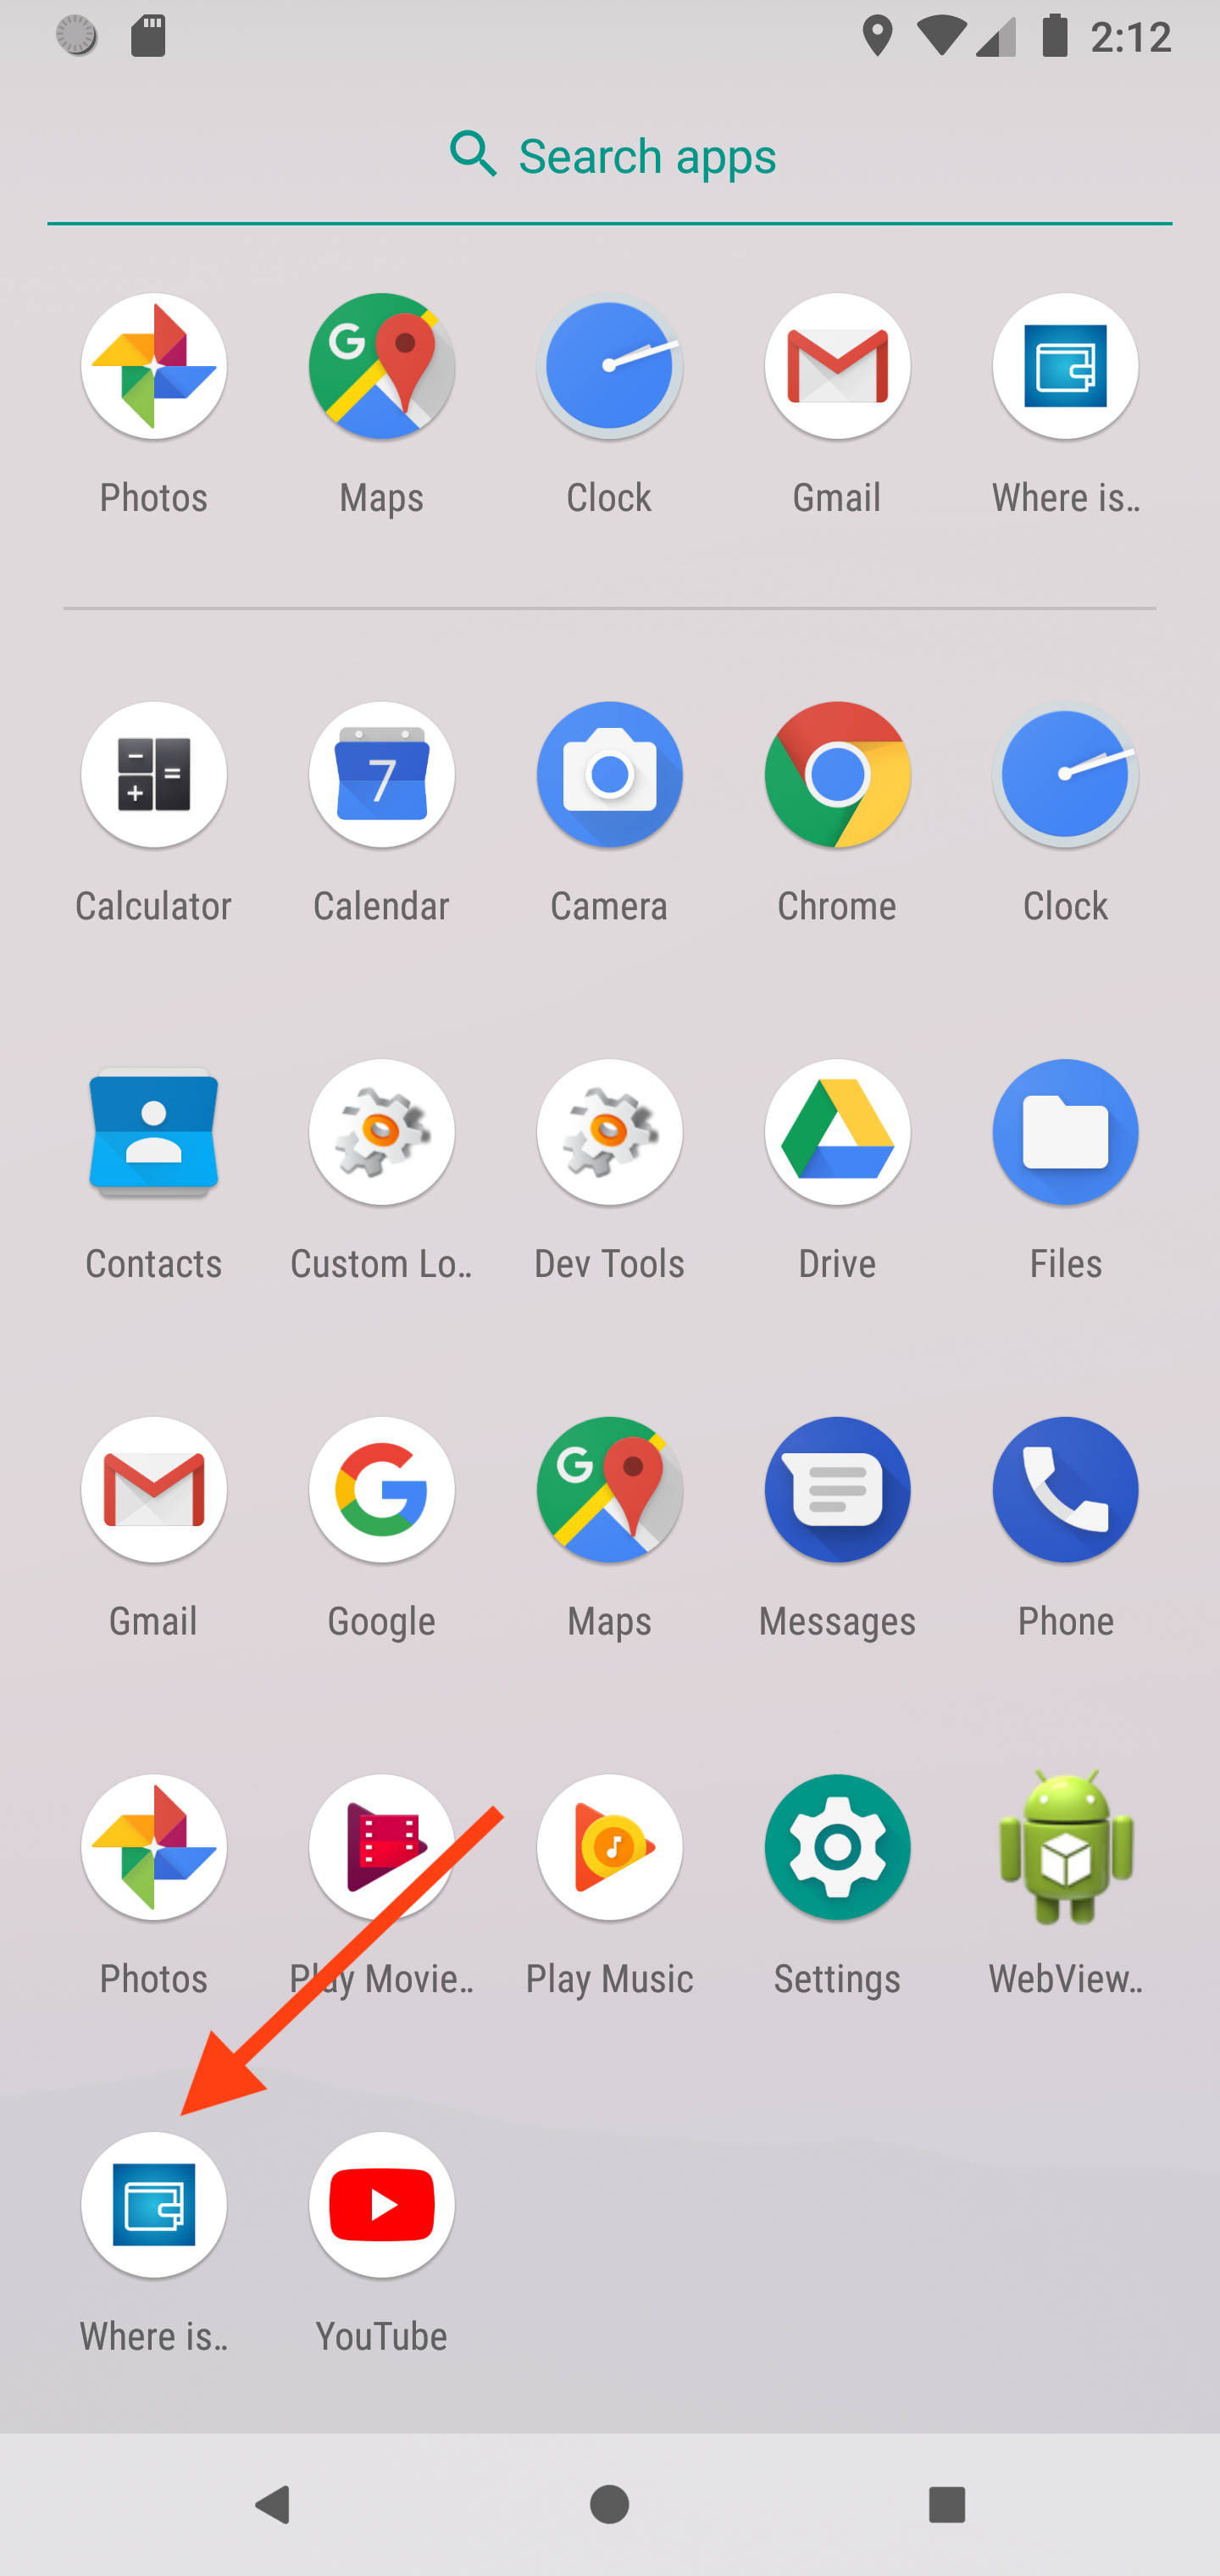 2:12
Search apps
Photos Maps Clock Gmail Where is..
Calculator Calendar Camera Chrome Clock
7
Contacts Custom Lo.. Dev Tools Drive Files
Gmail Google Maps Messages Phone
Photos Play Movie.. Play Music Settings WebView..
Where is.. YouTube